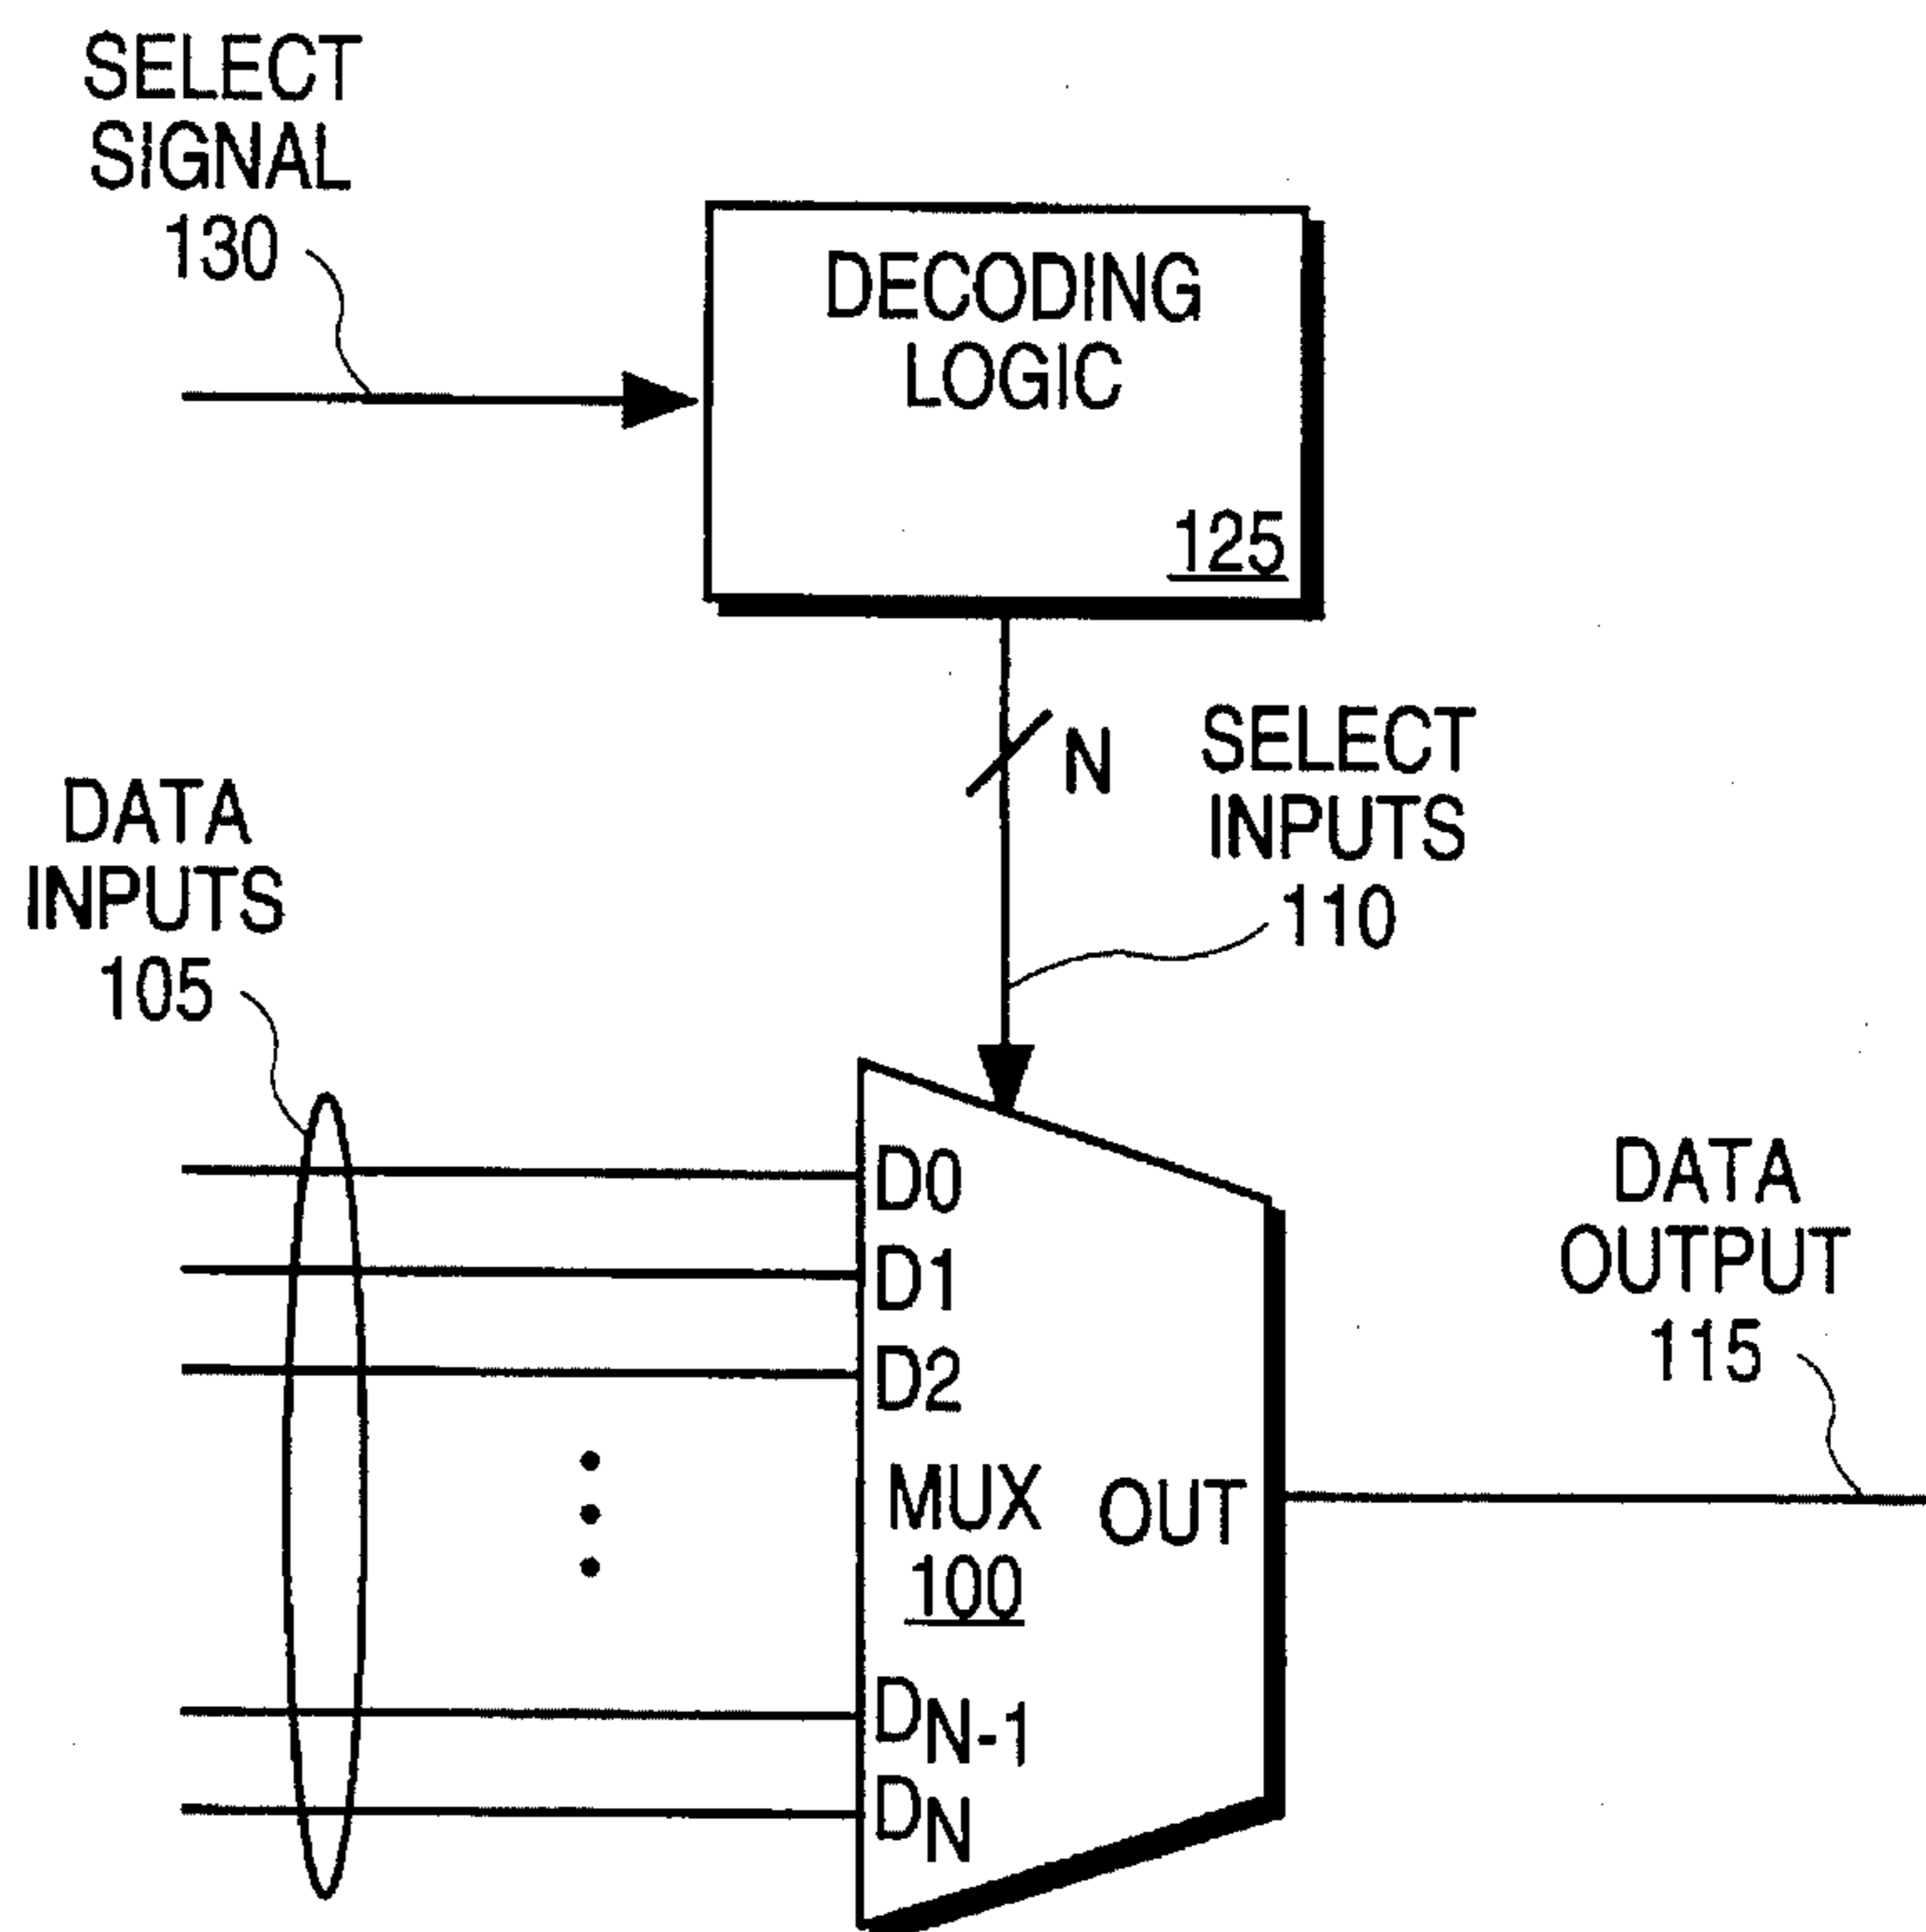 SELECT
SIGNAL
130
DECODING
LOGIC
125
N
SELECT
INPUTS
110
DATA
INPUTS
105
D0
D1
D2
MUX
100
OUT
DN-1
DN
DATA
OUTPUT
115